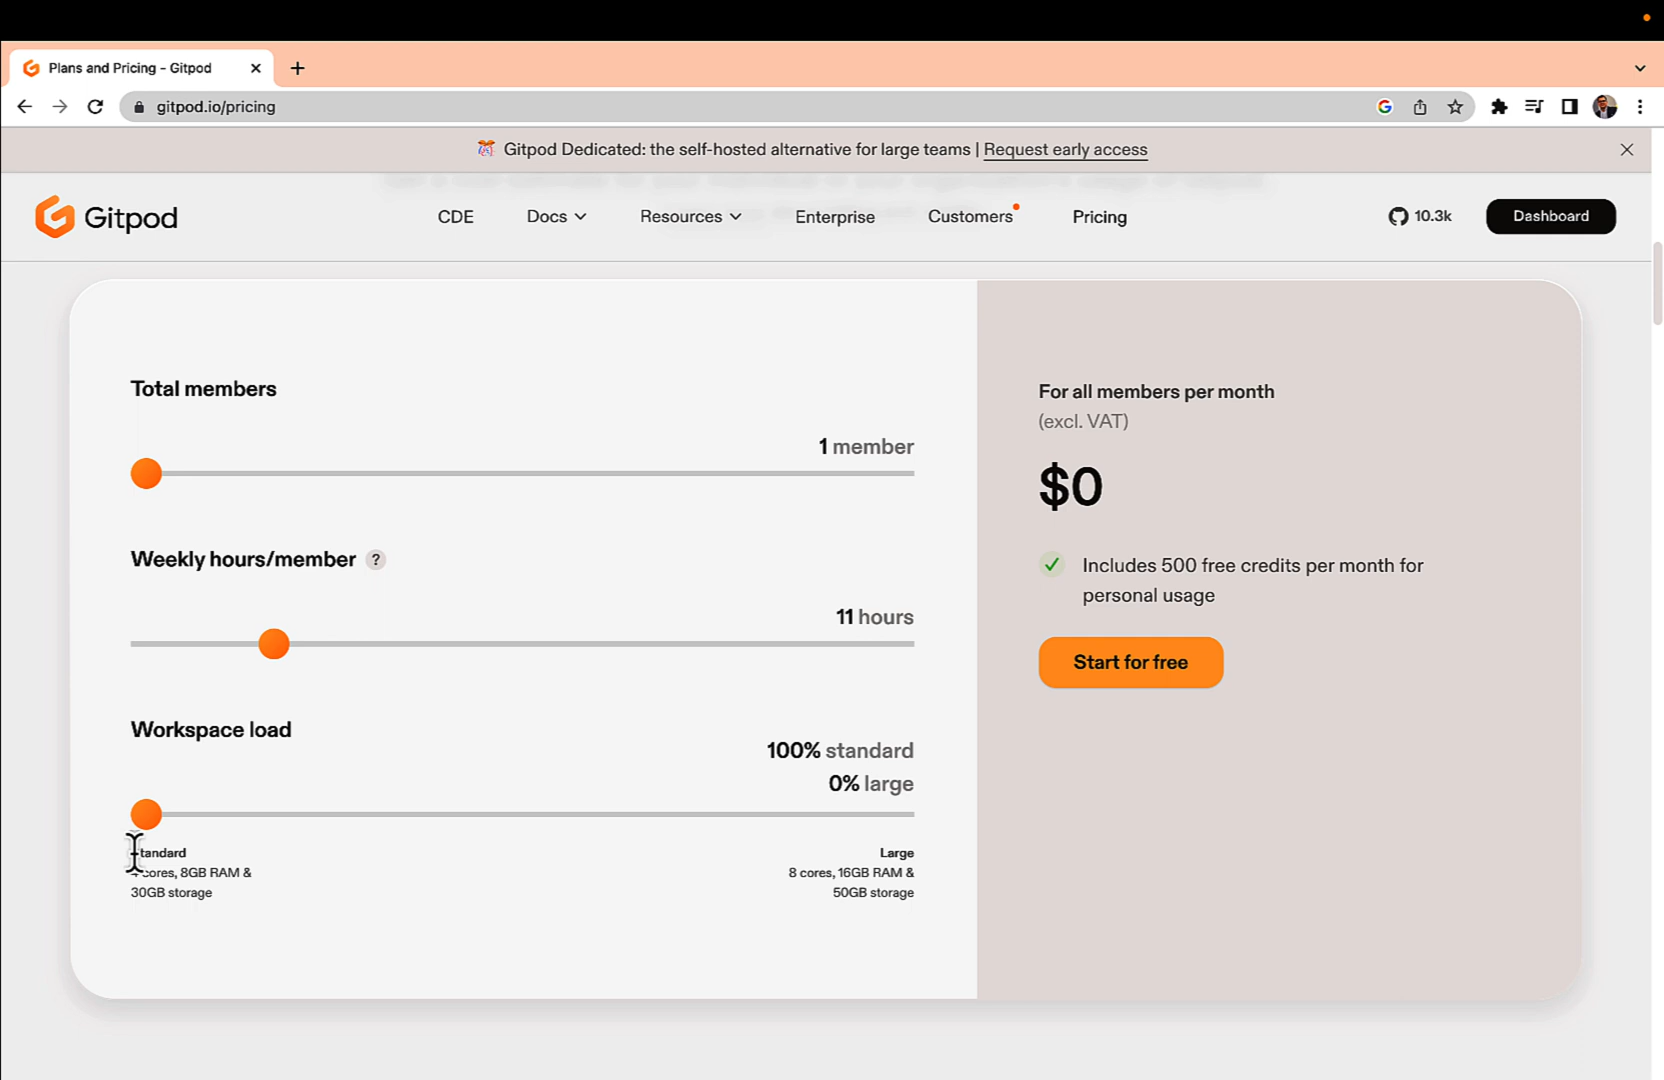 Plans and Pricing - Gitpod
gitpod.io/pricing
Gitpod Dedicated: the self-hosted alternative for large teams | Request early access
Gitpod
CDE
Docs
Resources
Enterprise
Customers
Pricing
10.3k
Dashboard
Total members
1 member
Weekly hours/member ?
11 hours
Workspace load
100% standard
0% large
tandard
cores, 8GB RAM &
30GB storage
Large
8 cores, 16GB RAM &
50GB storage
For all members per month
(excl. VAT)
$0
Includes 500 free credits per month for
personal usage
Start for free